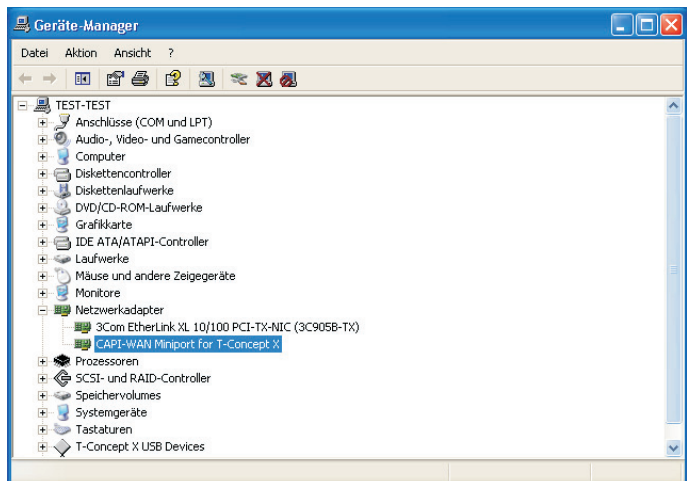 Geräte-Manager
Datei Aktion Ansicht ?
TEST-TEST
Anschlüsse (COM und LPT)
Audio-, Video- und Gamecontroller
Computer
Diskettencontroller
Diskettenlaufwerke
DVD/CD-ROM-Laufwerke
Grafikkarte
IDE ATA/ATAPI-Controller
Laufwerke
Mäuse und andere Zeigegeräte
Monitore
Netzwerkadapter
3Com EtherLink XL 10/100 PCI-TX-NIC (3C905B-TX)
CAPI-WAN Miniport for T-Concept X
Prozessoren
SCSI- und RAID-Controller
Speichervolumes
Systemgeräte
Tastaturen
T-Concept X USB Devices